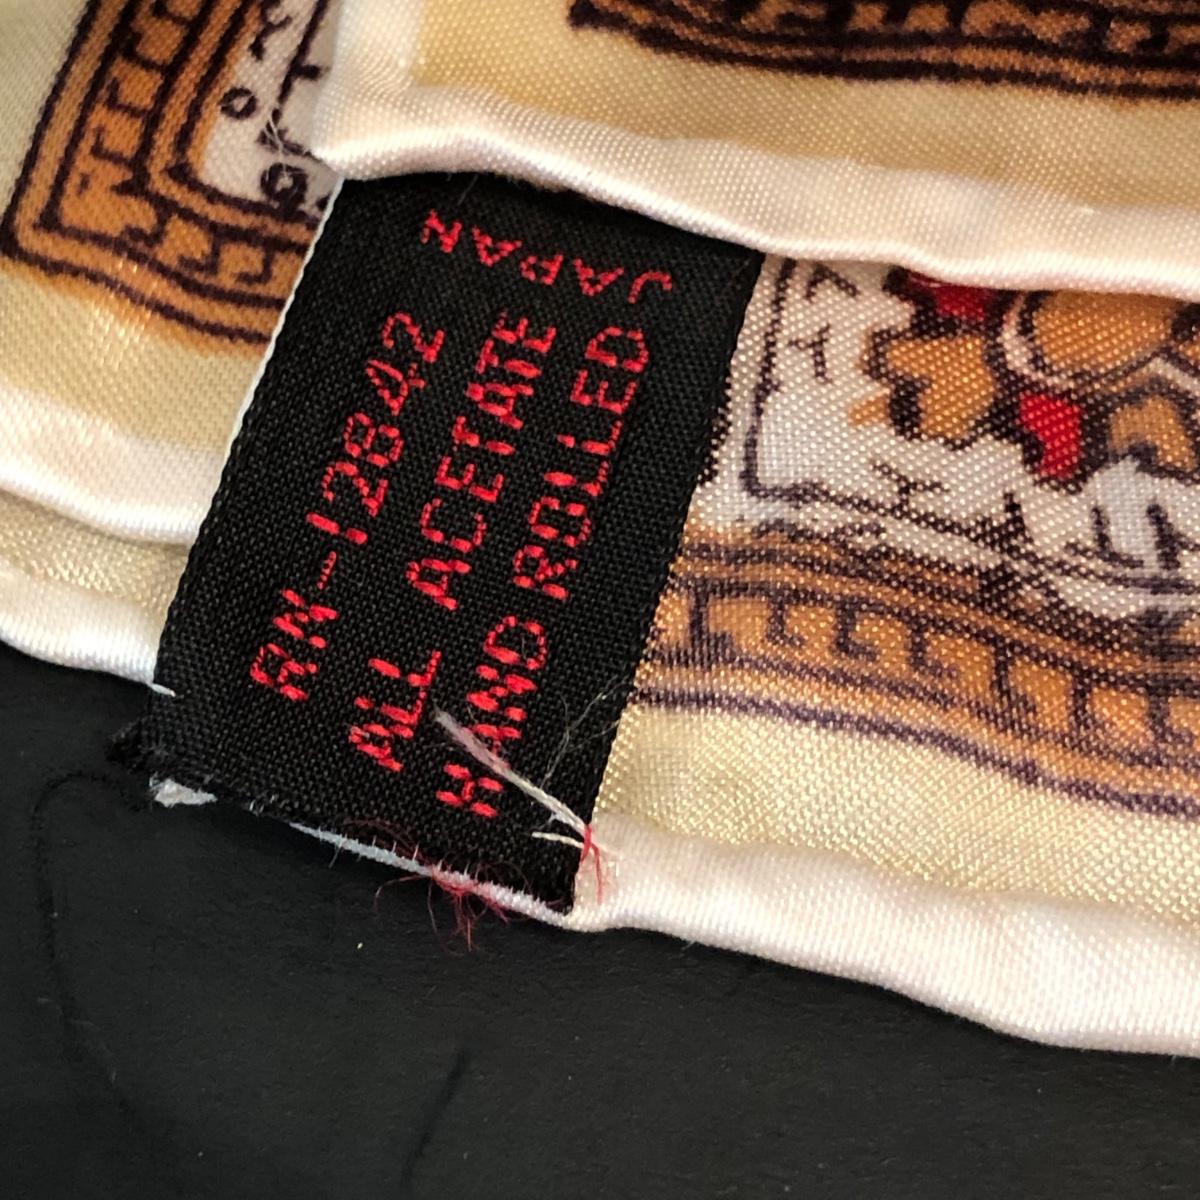 RN-12842
ALL ACETATE
HAND ROLLED
JAPAN